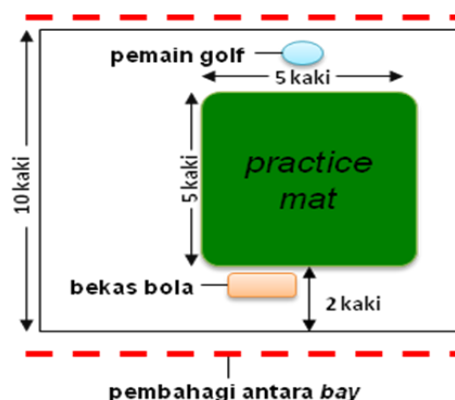 pemain golf
5 kaki
10 kaki
5 kaki
practice
mat
bekas bola
2 kaki
pembahagi antara bay